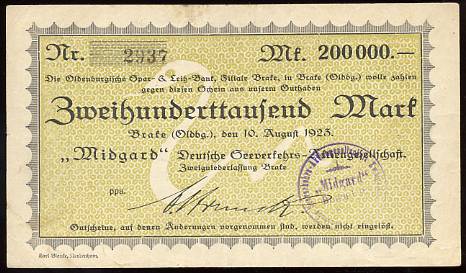 Nr. 2937 Mk. 200000.—
Die Oldenburgische Spar- & Leih-Bank, Filiale Brake, in Brake (Oldbg.) wolle zahlen
gegen diesen Schein aus unserm Guthaben
Zweihunderttausend Mark
Brake (Oldbg.), den 10. August 1923.
„Midgard" Deutsche Seeverkehrs-Aktiengesellschaft.
Zweigniederlassung Brake
ppa.
"Midgard"
Gutscheine, auf denen Änderungen vorgenommen sind, werden nicht eingelöst.